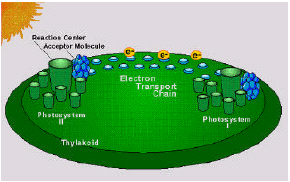 Reaction Center
Acceptor Molecule
e-
e-
e-
Electron
Transport
Chain
Photosystem
II
Photosystem
I
Thylakoid